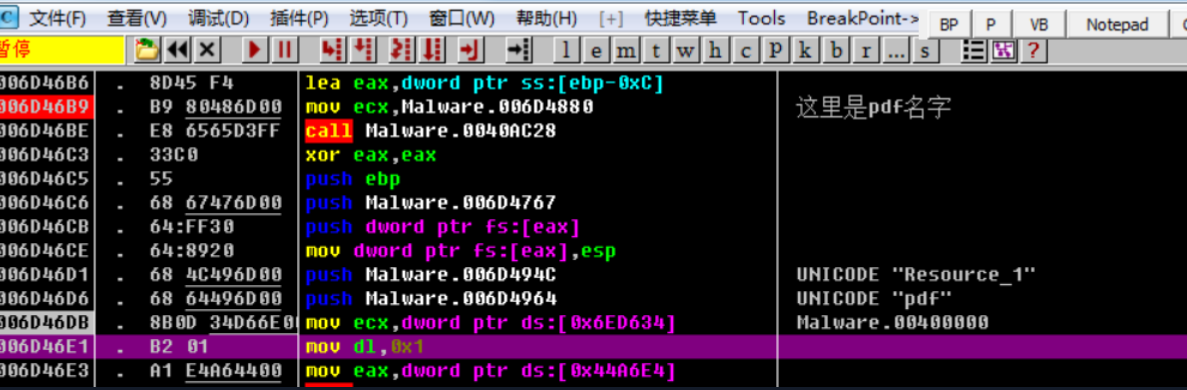 文件(F) 查看(V) 调试(D) 插件(P) 选项(T) 窗口(W) 帮助(H) [+] 快捷菜单 Tools BreakPoint-> BP P VB Notepad
暂停 l e m t w h c P k b r ... s ?
006D46B6 . 8D45 F4 lea eax,dword ptr ss:[ebp-0xC]
006D46B9 . B9 80486D00 mov ecx,Malware.006D4880 这里是pdf名字
006D46BE . E8 6565D3FF call Malware.0040AC28
006D46C3 . 33C0 xor eax,eax
006D46C5 . 55 push ebp
006D46C6 . 68 67476D00 push Malware.006D4767
006D46CB . 64:FF30 push dword ptr fs:[eax]
006D46CE . 64:8920 mov dword ptr fs:[eax],esp
006D46D1 . 68 4C496D00 push Malware.006D494C UNICODE "Resource_1"
006D46D6 . 68 64496D00 push Malware.006D4964 UNICODE "pdf"
006D46DB . 8B0D 34D66E0 mov ecx,dword ptr ds:[0x6ED634] Malware.00400000
006D46E1 . B2 01 mov dl,0x1
006D46E3 . A1 E4A64400 mov eax,dword ptr ds:[0x44A6E4]